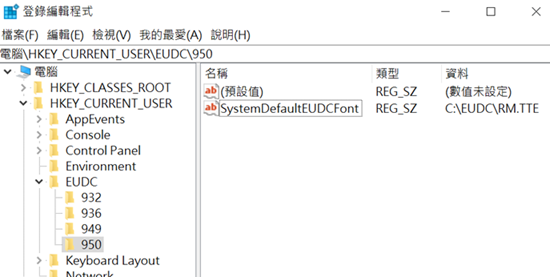 登錄編輯程式
檔案(F) 編輯(E) 檢視(V) 我的最愛(A) 說明(H)
電腦\HKEY_CURRENT_USER\EUDC\950
電腦
HKEY_CLASSES_ROOT
HKEY_CURRENT_USER
AppEvents
Console
Control Panel
Environment
EUDC
932
936
949
950
Keyboard Layout
Network
名稱 類型 資料
(預設值) REG_SZ (數值未設定)
SystemDefaultEUDCFont REG_SZ C:\EUDC\RM.TTE